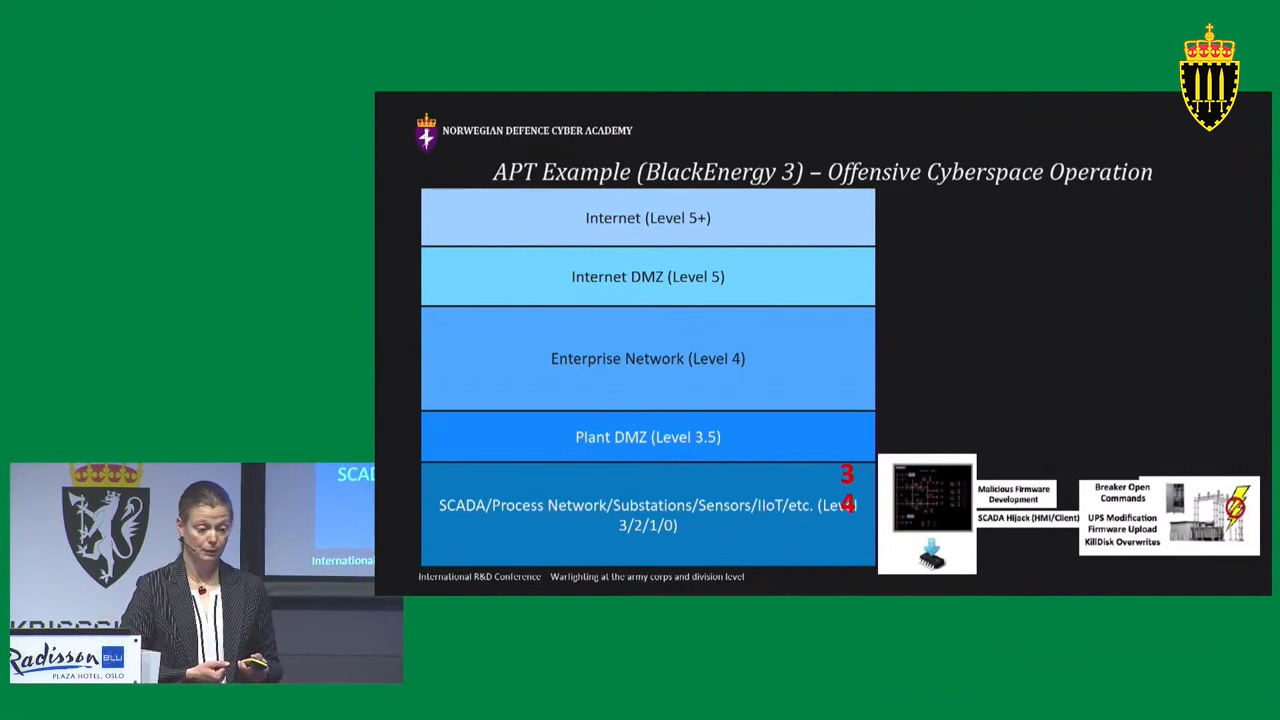 NORWEGIAN DEFENCE CYBER ACADEMY
APT Example (BlackEnergy 3) – Offensive Cyberspace Operation
Internet (Level 5+)
Internet DMZ (Level 5)
Enterprise Network (Level 4)
Plant DMZ (Level 3.5)
3
4
SCADA/Process Network/Substations/Sensors/IIoT/etc. (Level
3/2/1/0)
Malicious Firmware
Development
SCADA Hijack (HMI/Client)
Breaker Open
Commands
UPS Modification
Firmware Upload
KillDisk Overwrites
International R&D Conference Warfighting at the army corps and division level
SCA
International
Radisson BLU
PLAZA HOTEL, OSLO